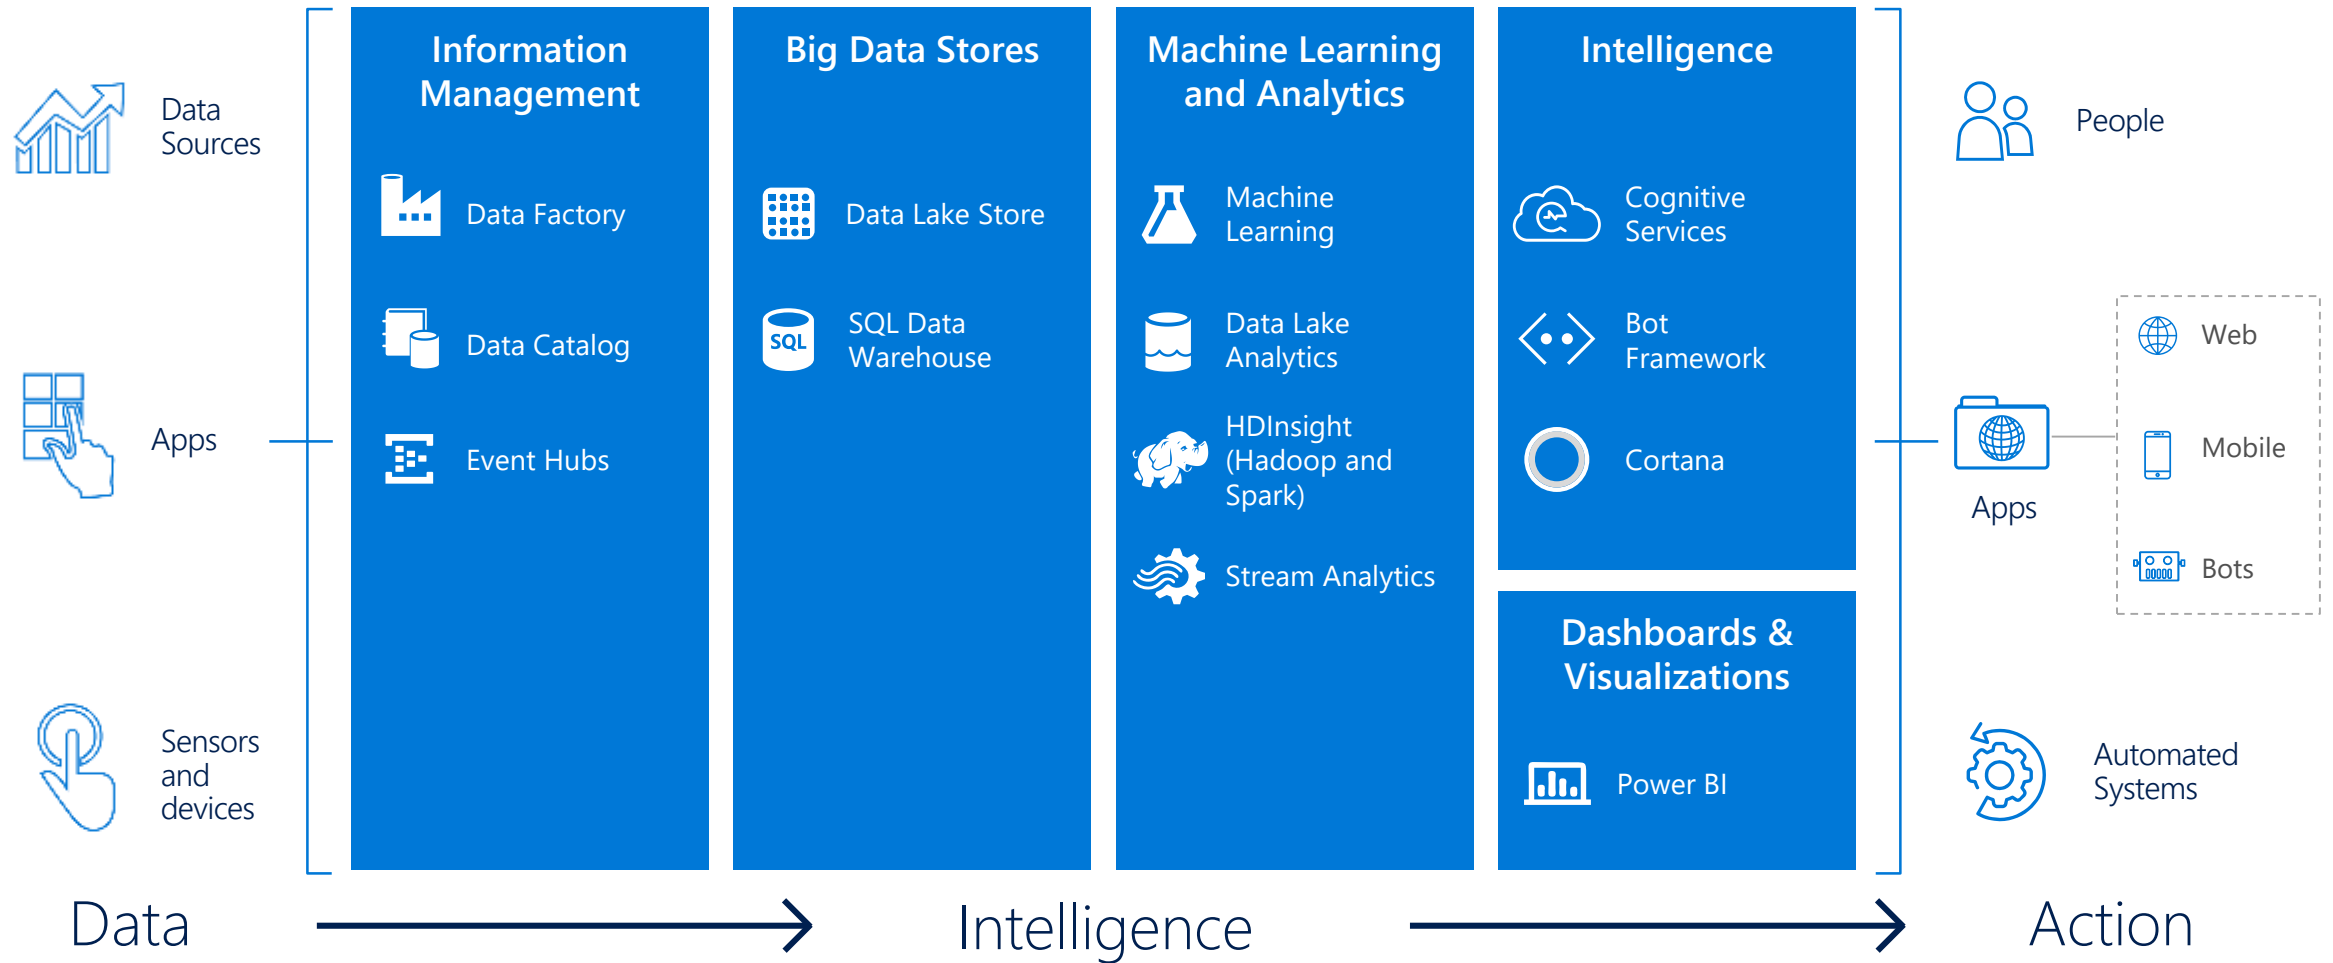 Data
Sources
Apps
Sensors
and
devices
Information
Management
Data Factory
Data Catalog
Event Hubs
Big Data Stores
Data Lake Store
SQL
SQL Data
Warehouse
Machine Learning
and Analytics
Machine
Learning
Data Lake
Analytics
HDInsight
(Hadoop and
Spark)
Stream Analytics
Intelligence
Cognitive
Services
Bot
Framework
Cortana
Dashboards &
Visualizations
Power BI
People
Apps
Web
Mobile
Bots
Automated
Systems
Data
Intelligence
Action